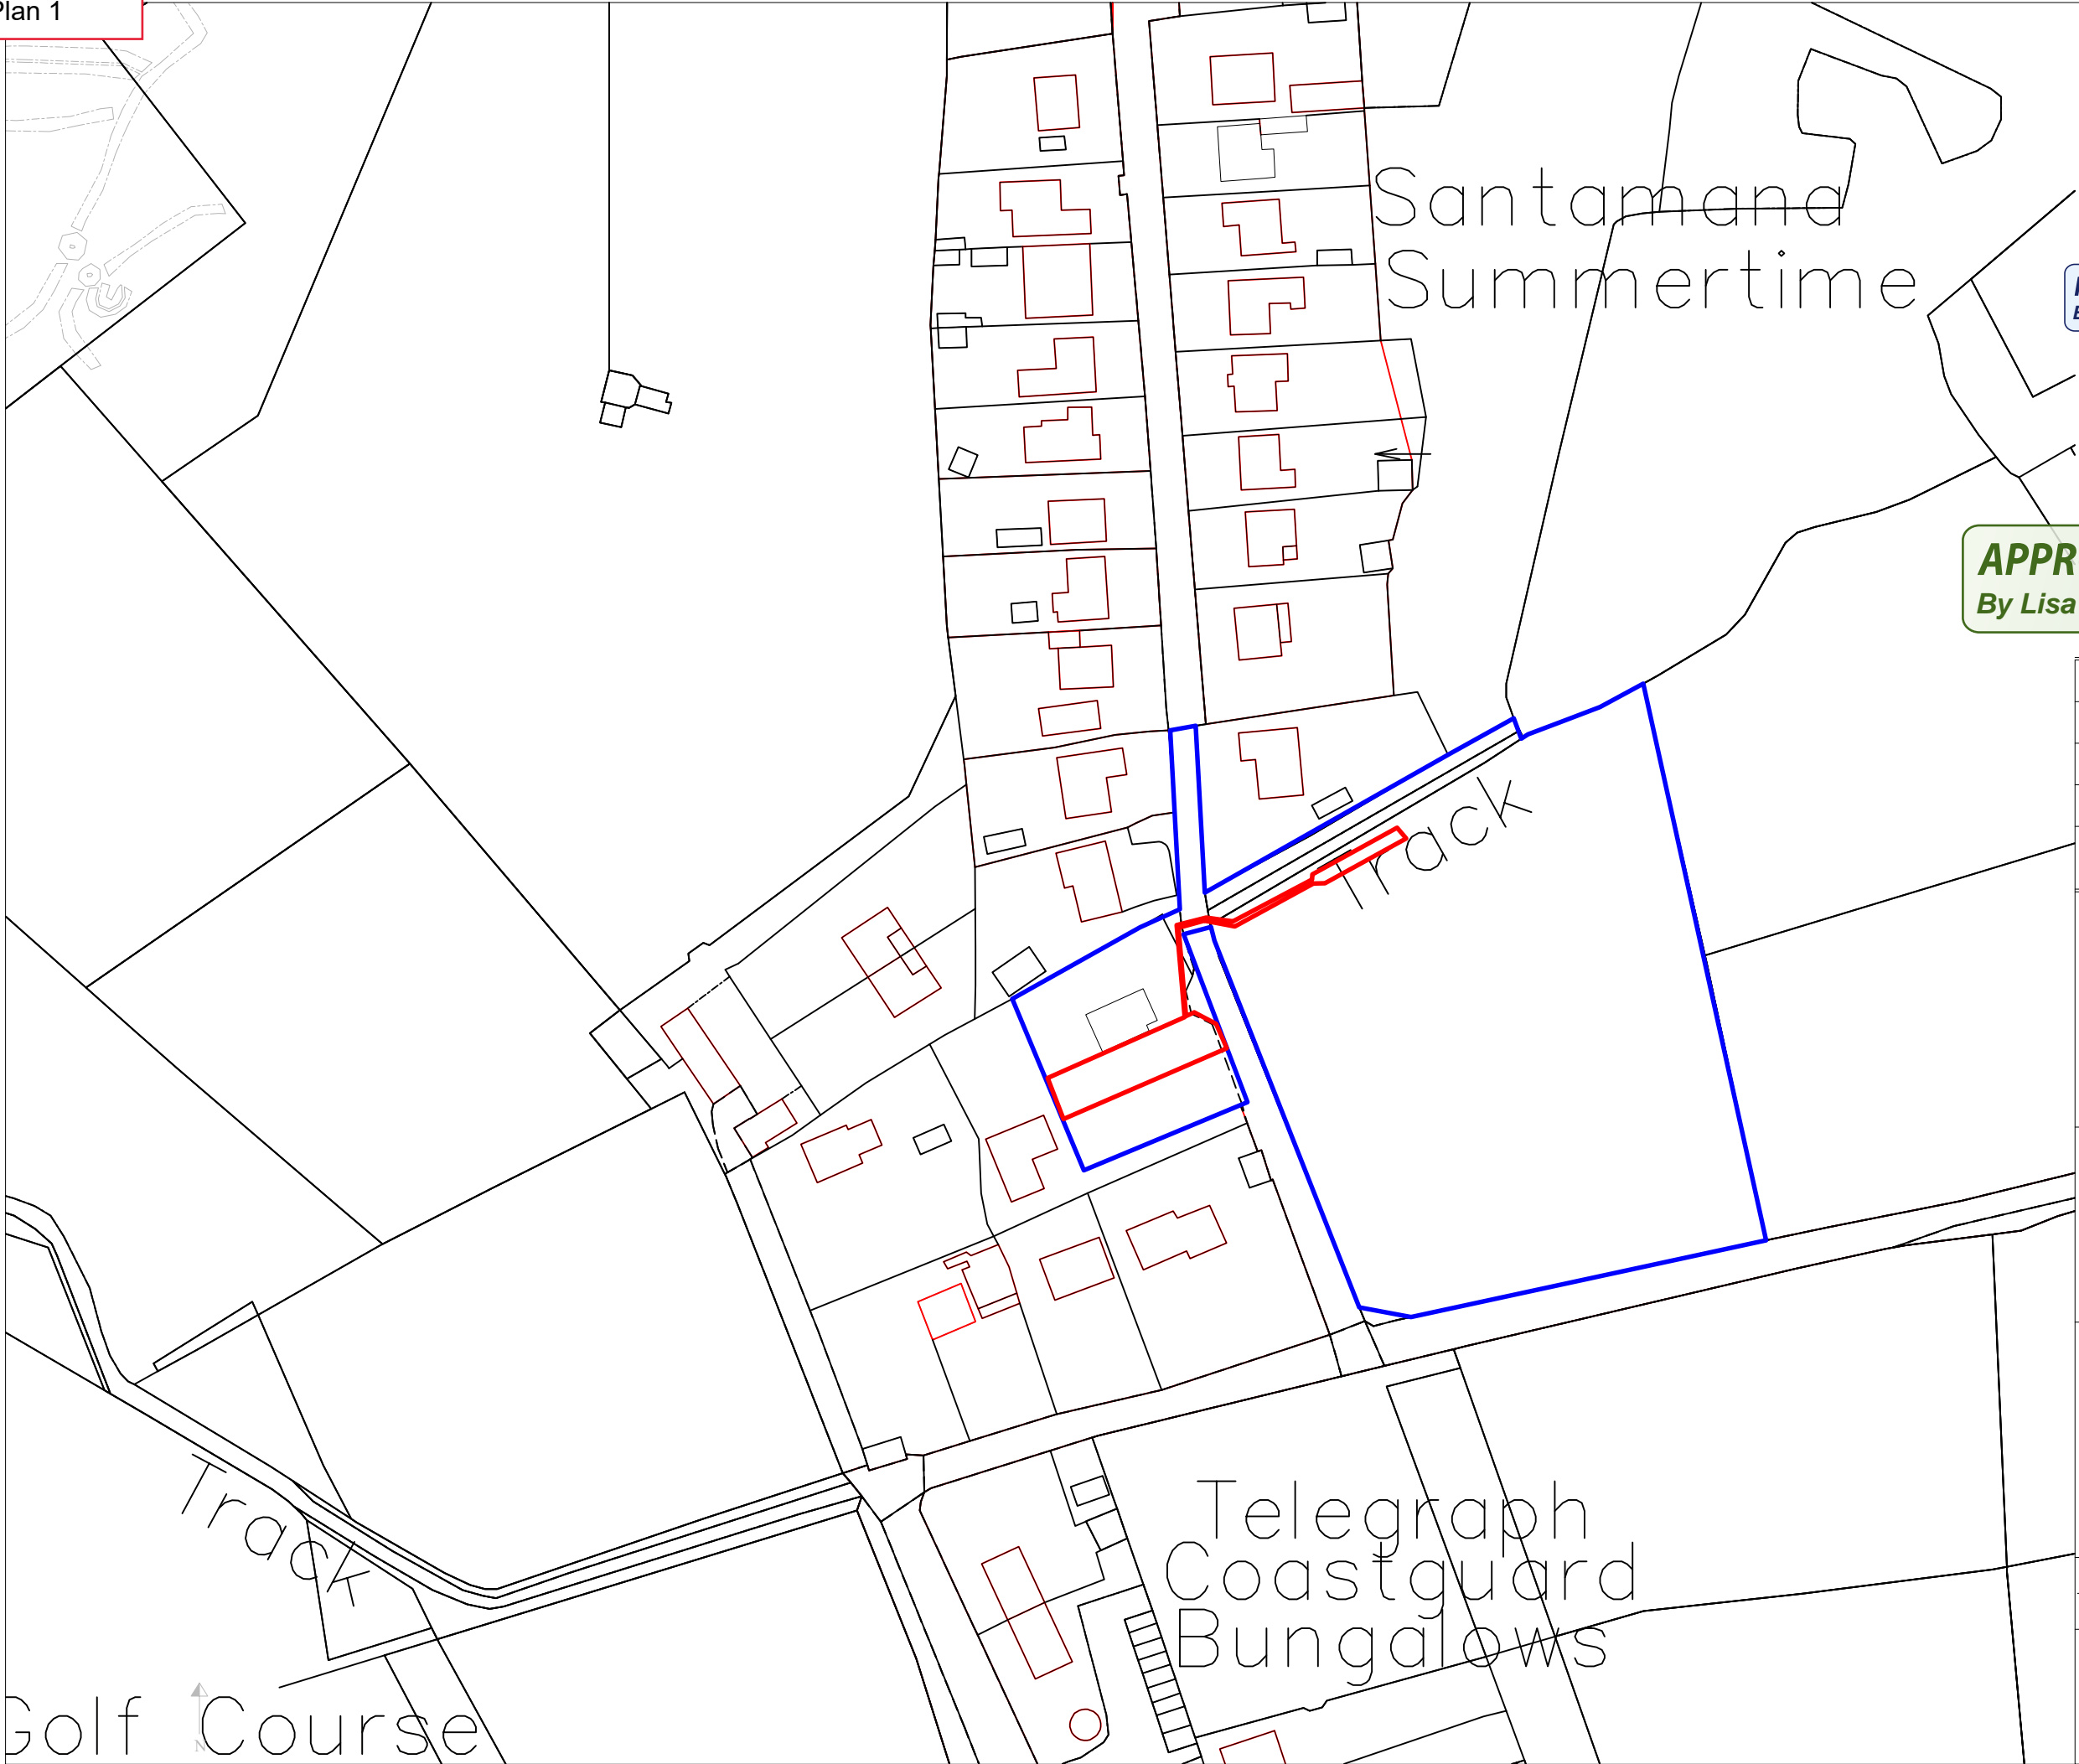 Plan 1
Santamana
Summertime
APPR
By Lisa
Track
Telegraph
Coastguard
Bungalows
Track
Golf Course
N